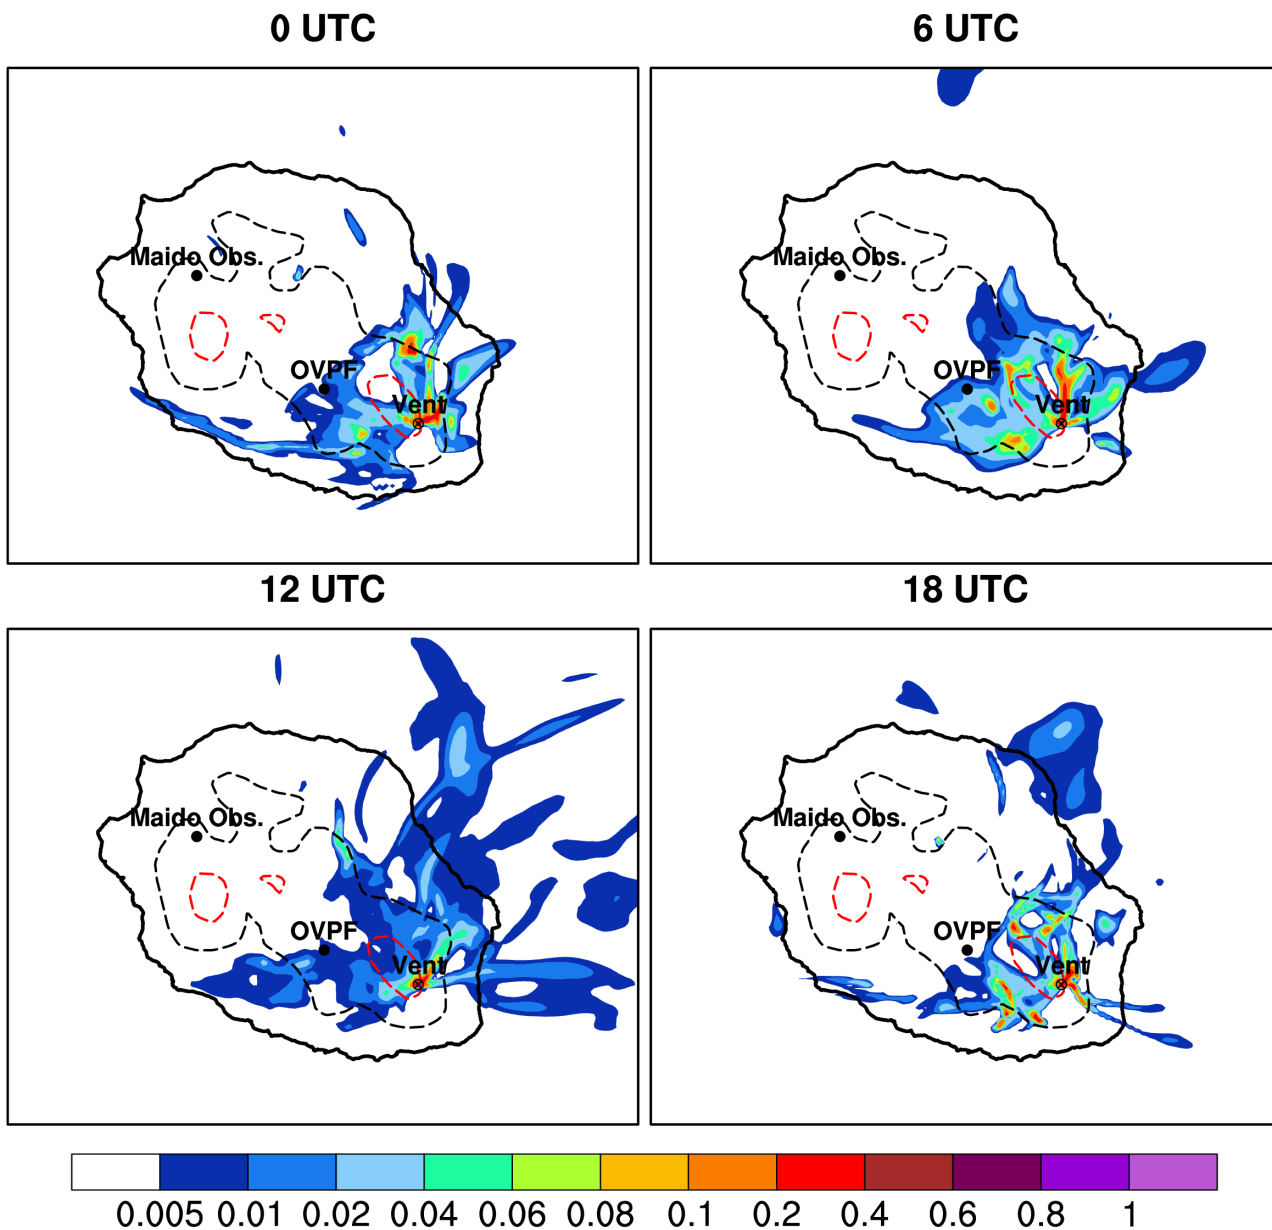 0 UTC
6 UTC
Maido Obs.
OVPF
Vent
Maido Obs.
OVPF
Vent
12 UTC
18 UTC
Maido Obs.
OVPF
Vent
Maido Obs.
OVPF
Vent
0.005 0.01 0.02 0.04 0.06 0.08 0.1 0.2 0.4 0.6 0.8 1